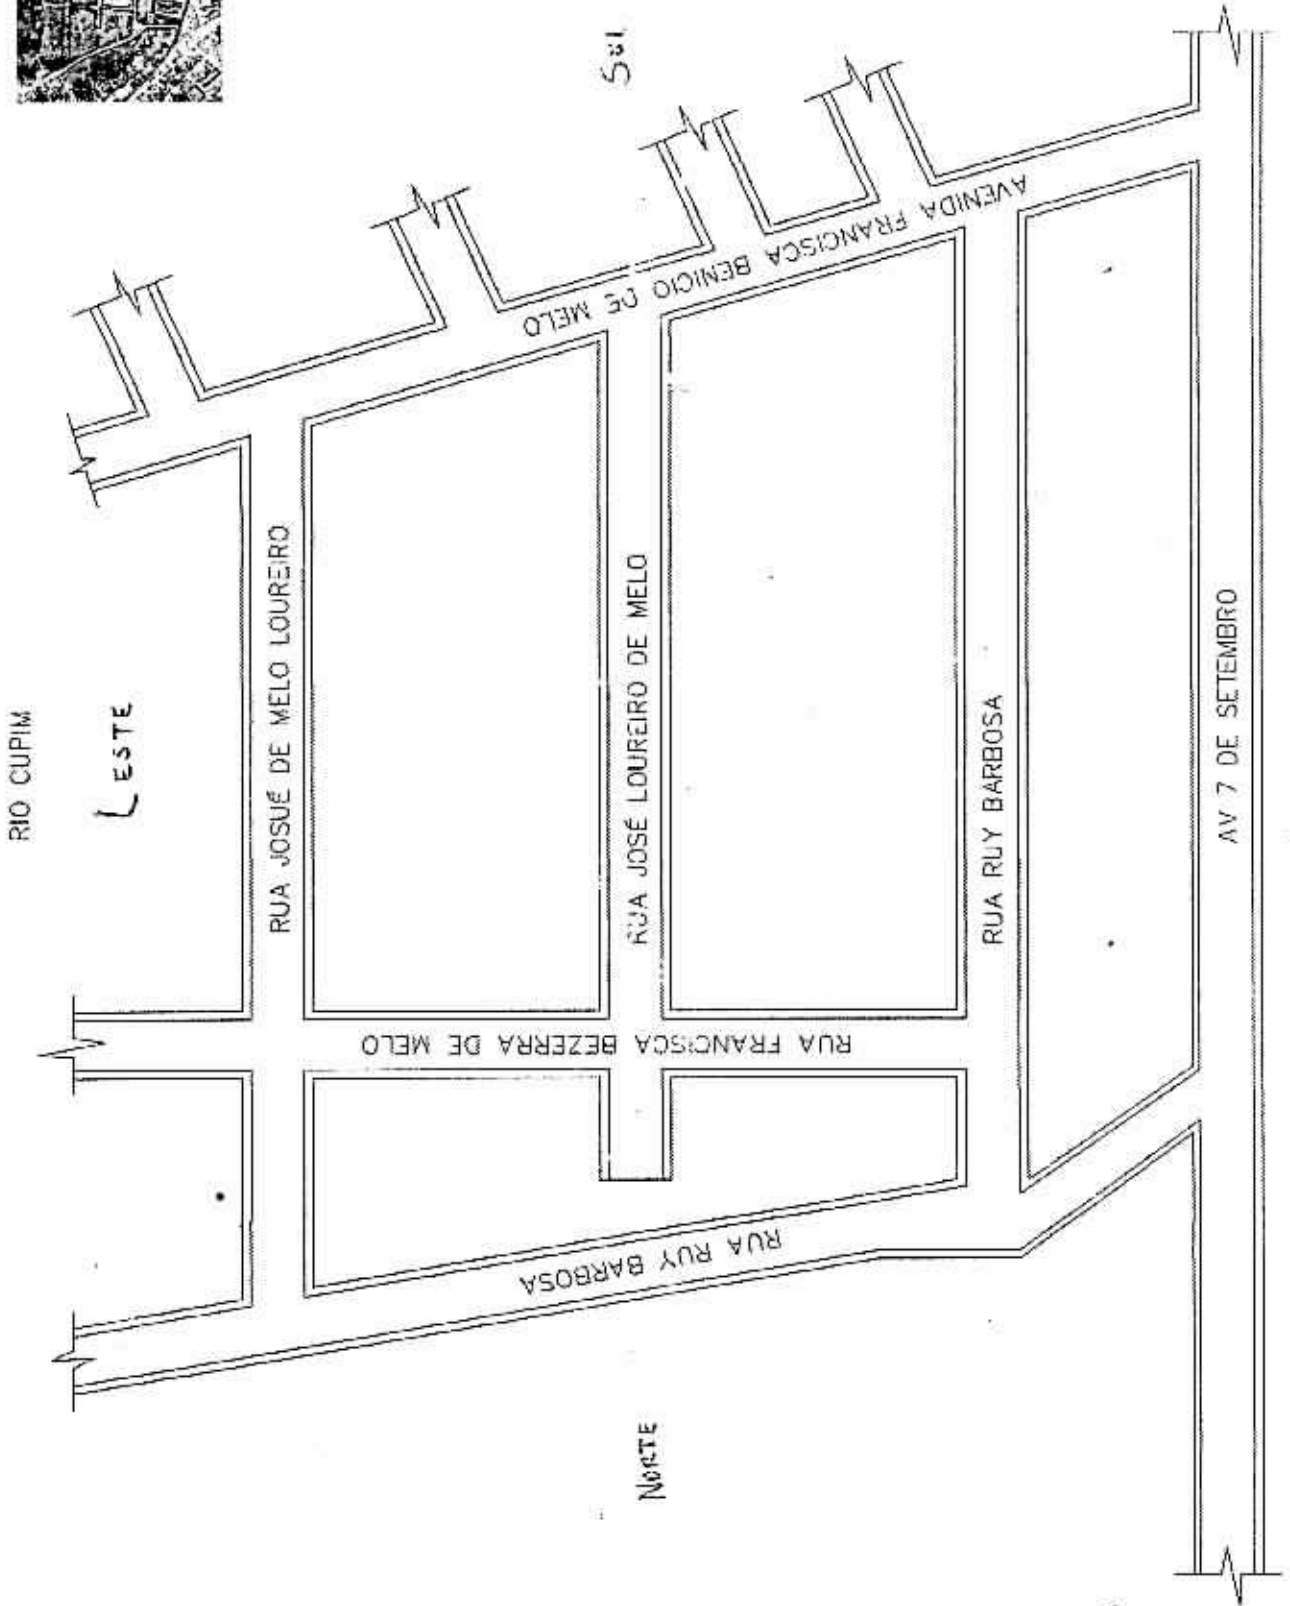 RIO CUPIM
LESTE
SUL
AVENIDA FRANCISCA BENICIO DE MELO
RUA JOSUÉ DE MELO LOUREIRO
RUA JOSÉ LOUREIRO DE MELO
RUA RUY BARBOSA
AV 7 DE SETEMBRO
RUA FRANCISCA BEZERRA DE MELO
RUA RUY BARBOSA
NORTE